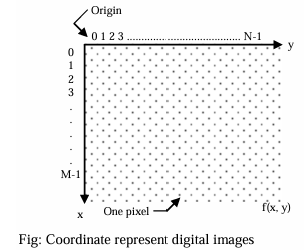 Origin
0 1 2 3 ........................................ N-1
y
0
1
2
3
.
.
.
.
M-1
x
One pixel
f(x, y)
Fig: Coordinate represent digital images